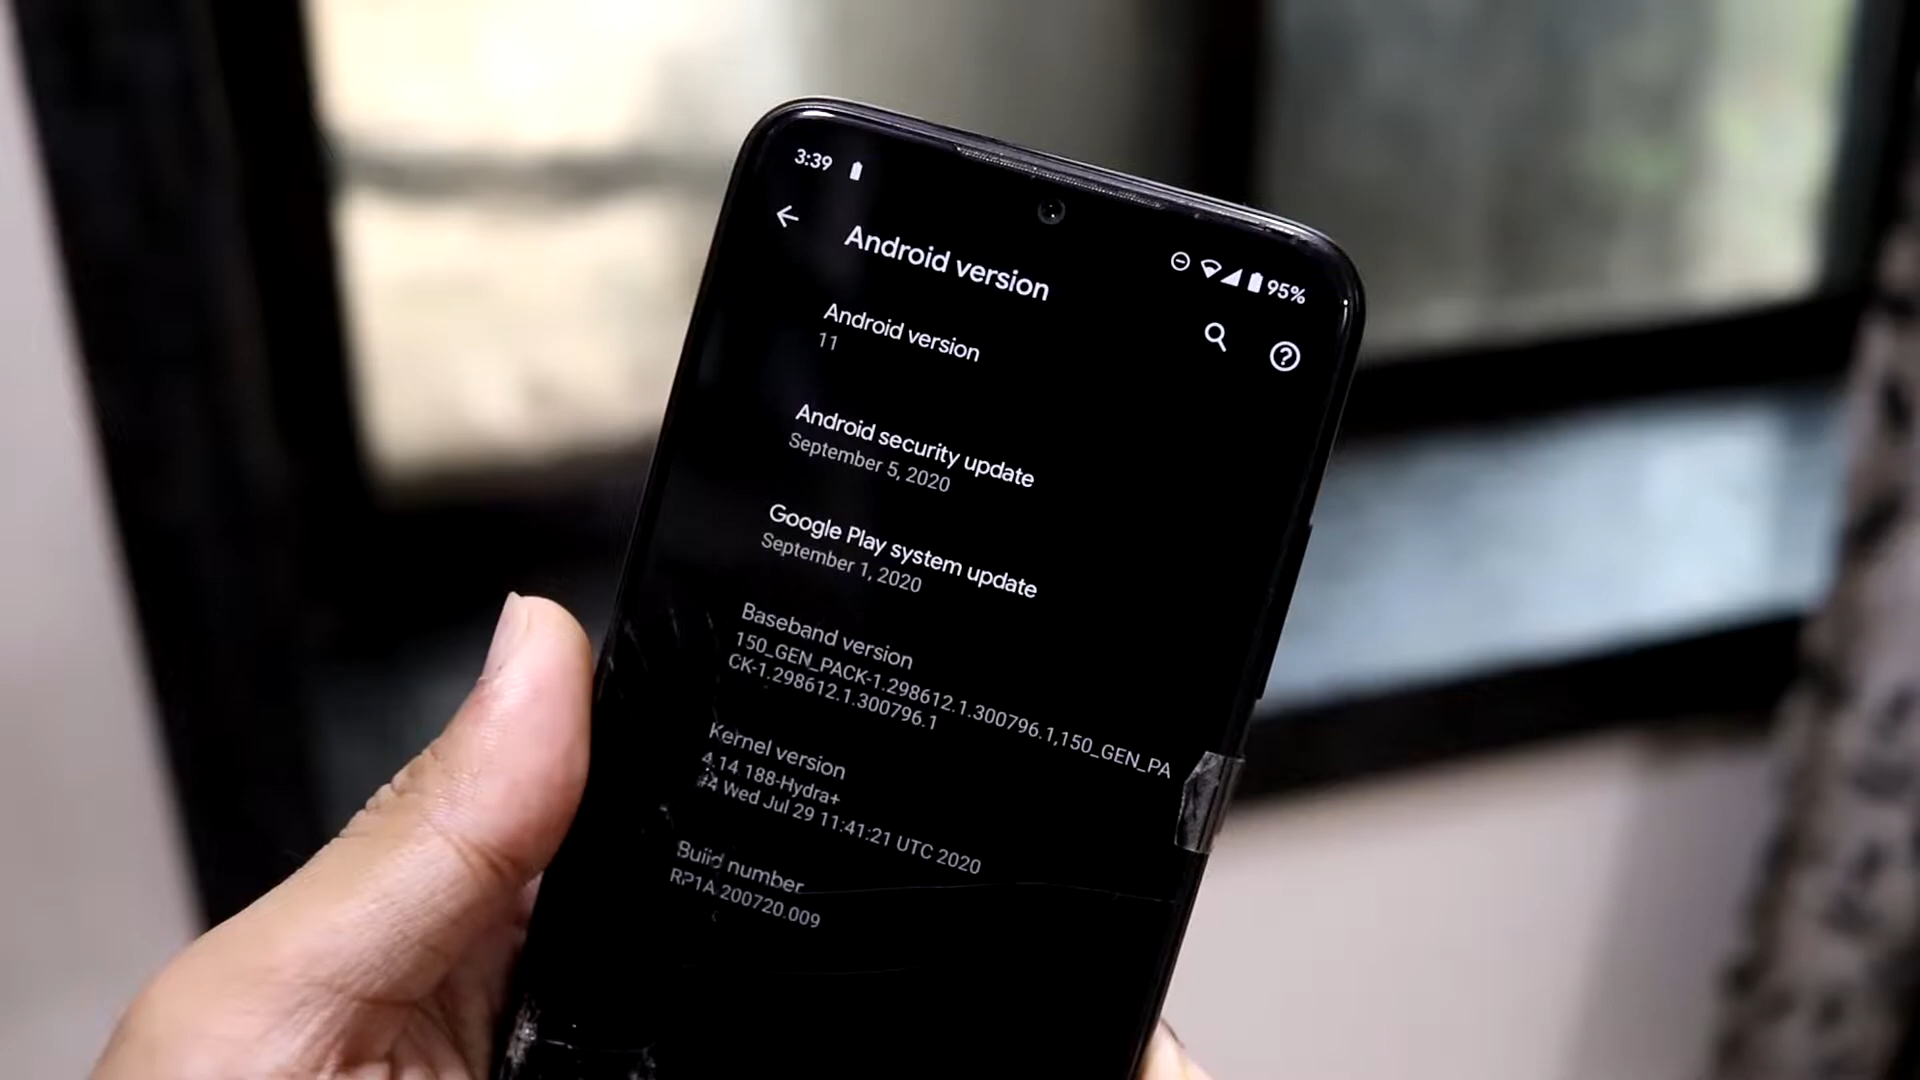 3:39
95%
Android version
Android version
11
Android security update
September 5, 2020
Google Play system update
September 1, 2020
Baseband version
150_GEN_PACK-1.298612.1.300796.1,150_GEN_PA
CK-1.298612.1.300796.1
Kernel version
4.14.188-Hydra+
#4 Wed Jul 29 11:41:21 UTC 2020
Build number
RP1A.200720.009